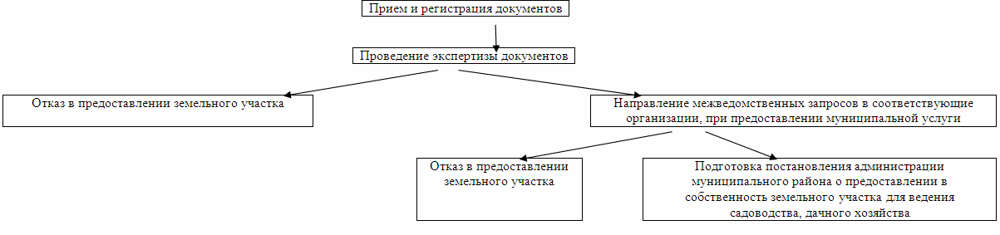 Прием и регистрация документов
Проведение экспертизы документов
Отказ в предоставлении земельного участка
Направление межведомственных запросов в соответствующие
организации, при предоставлении муниципальной услуги
Отказ в предоставлении
земельного участка
Подготовка постановления администрации
муниципального района о предоставлении в
собственность земельного участка для ведения
садоводства, дачного хозяйства